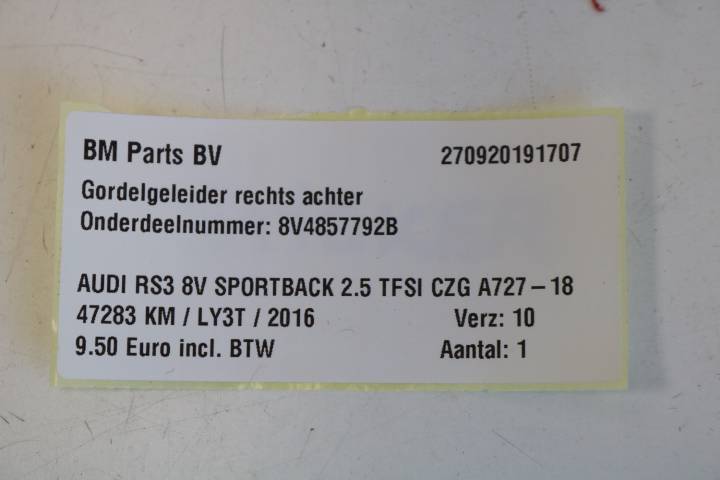 BM Parts BV 270920191707
Gordelgeleider rechts achter
Onderdeelnummer: 8V4857792B
AUDI RS3 8V SPORTBACK 2.5 TFSI CZG A727 – 18
47283 KM / LY3T / 2016 Verz: 10
9.50 Euro incl. BTW Aantal: 1